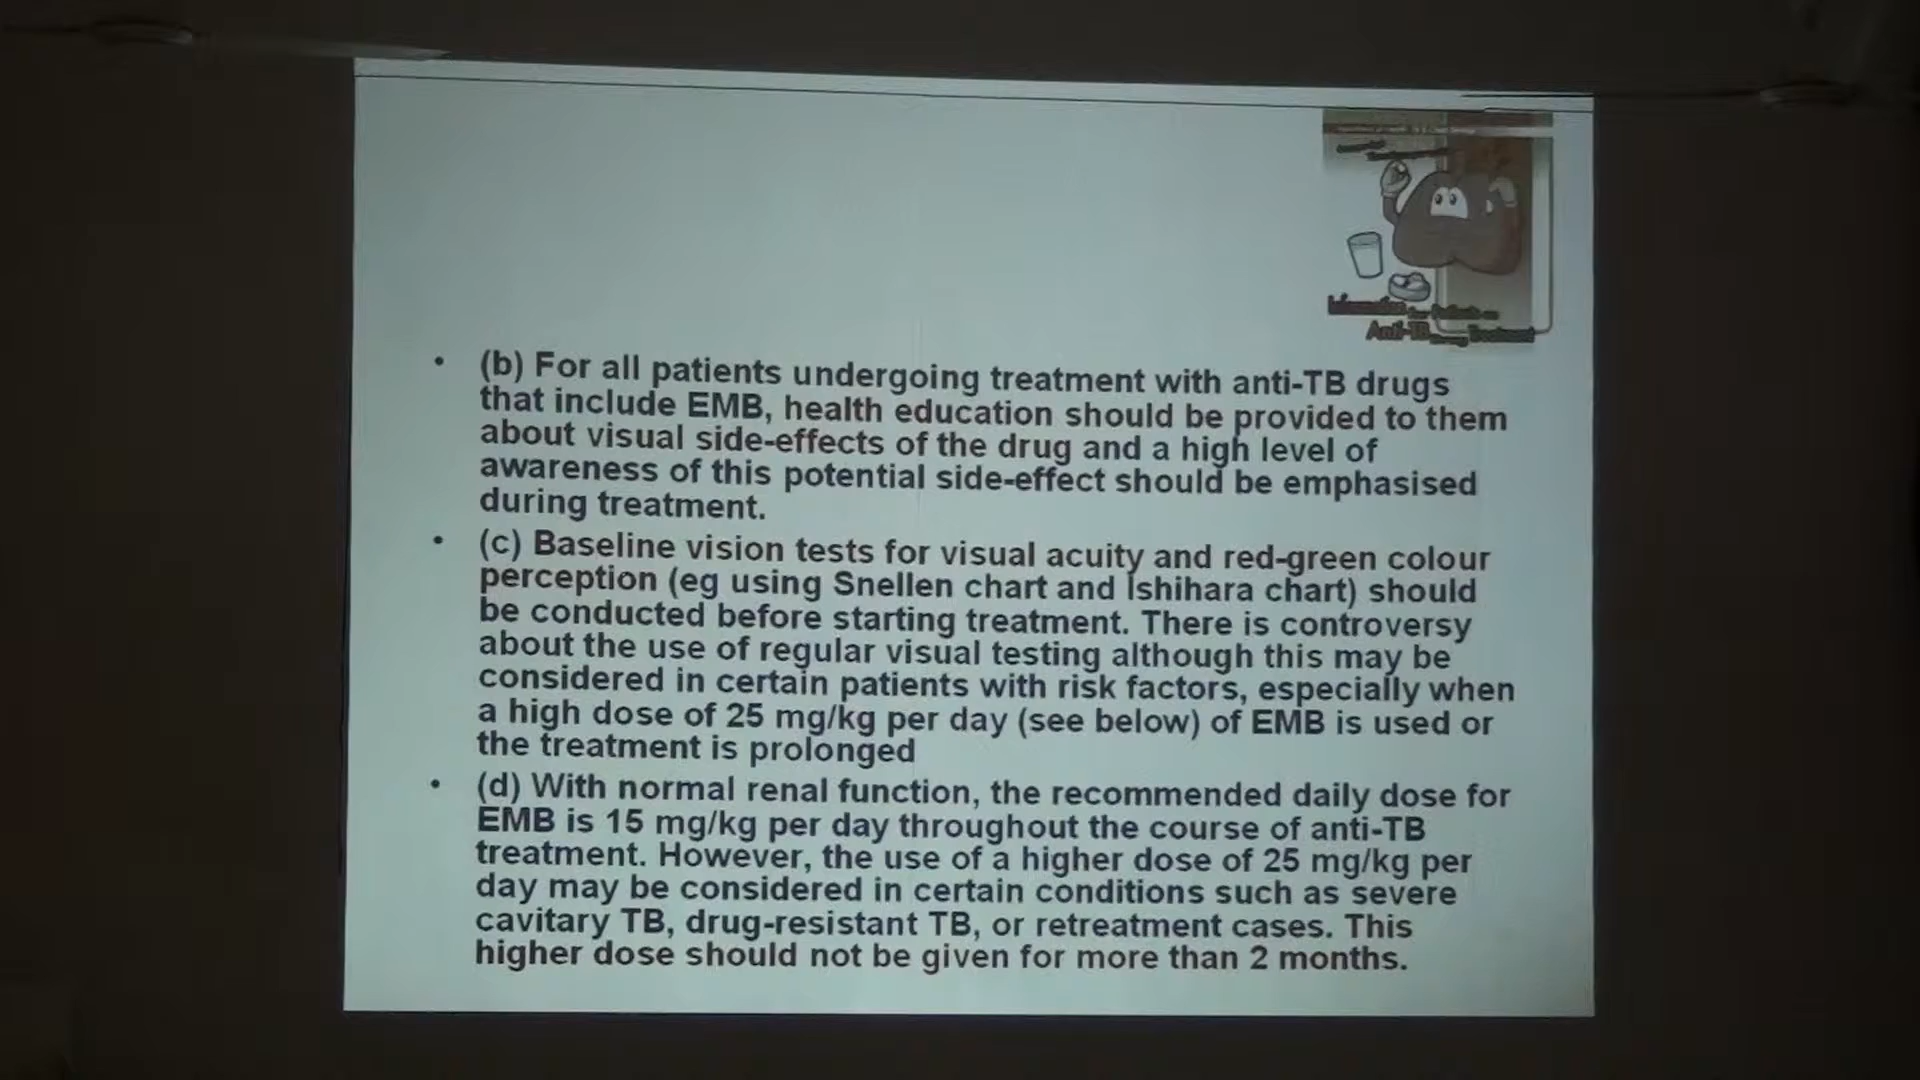 Information for Patients on
Anti-TB Drug Treatment
• (b) For all patients undergoing treatment with anti-TB drugs
that include EMB, health education should be provided to them
about visual side-effects of the drug and a high level of
awareness of this potential side-effect should be emphasised
during treatment.
• (c) Baseline vision tests for visual acuity and red-green colour
perception (eg using Snellen chart and Ishihara chart) should
be conducted before starting treatment. There is controversy
about the use of regular visual testing although this may be
considered in certain patients with risk factors, especially when
a high dose of 25 mg/kg per day (see below) of EMB is used or
the treatment is prolonged
• (d) With normal renal function, the recommended daily dose for
EMB is 15 mg/kg per day throughout the course of anti-TB
treatment. However, the use of a higher dose of 25 mg/kg per
day may be considered in certain conditions such as severe
cavitary TB, drug-resistant TB, or retreatment cases. This
higher dose should not be given for more than 2 months.